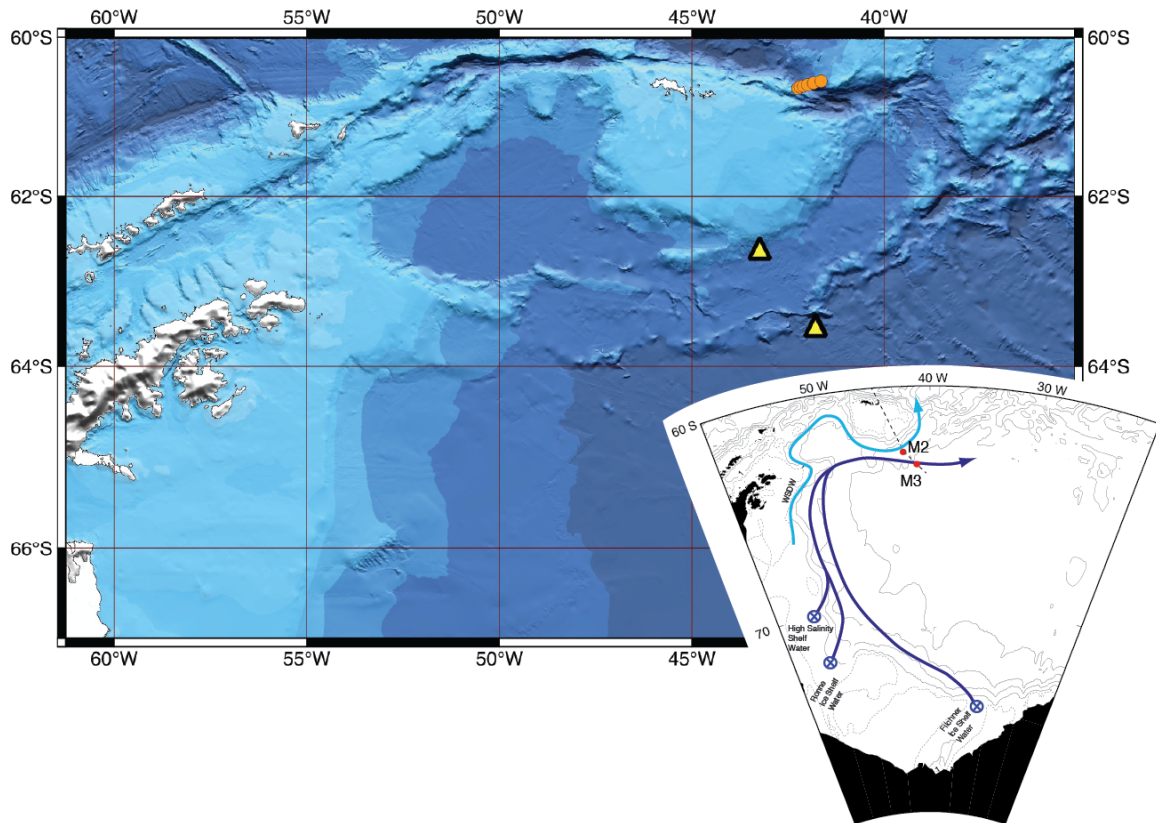 60°W 55°W 50°W 45°W 40°W
60°S 60°S
62°S 62°S
64°S 64°S
66°S
60°W 55°W 50°W 45°W
50 W 40 W 30 W
60 S
M2
M3
WSDW
70
High Salinity
Shelf
Water
Ronne
Ice Shelf
Water
Filchner
Ice Shelf
Water